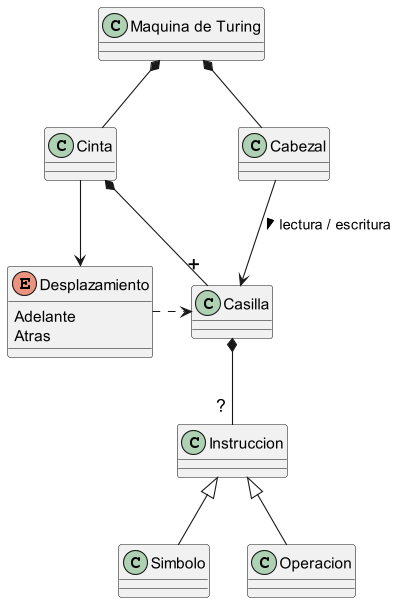 C Maquina de Turing
C Cinta
C Cabezal
lectura / escritura
+
E Desplazamiento
Adelante
Atras
C Casilla
?
C Instruccion
C Simbolo
C Operacion